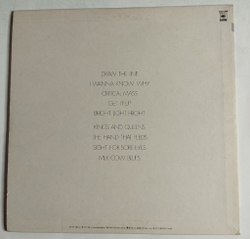 DRAW THE LINE
I WANNA KNOW WHY
CRITICAL MASS
GET IT UP
BRIGHT LIGHT FRIGHT
KINGS AND QUEENS
THE HAND THAT FEEDS
SIGHT FOR SORE EYES
MILK COW BLUES